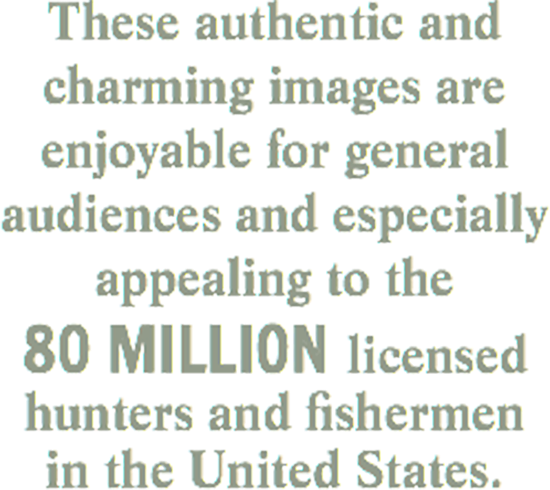 These authentic and
charming images are
enjoyable for general
audiences and especially
appealing to the
80 MILLION licensed
hunters and fishermen
in the United States.